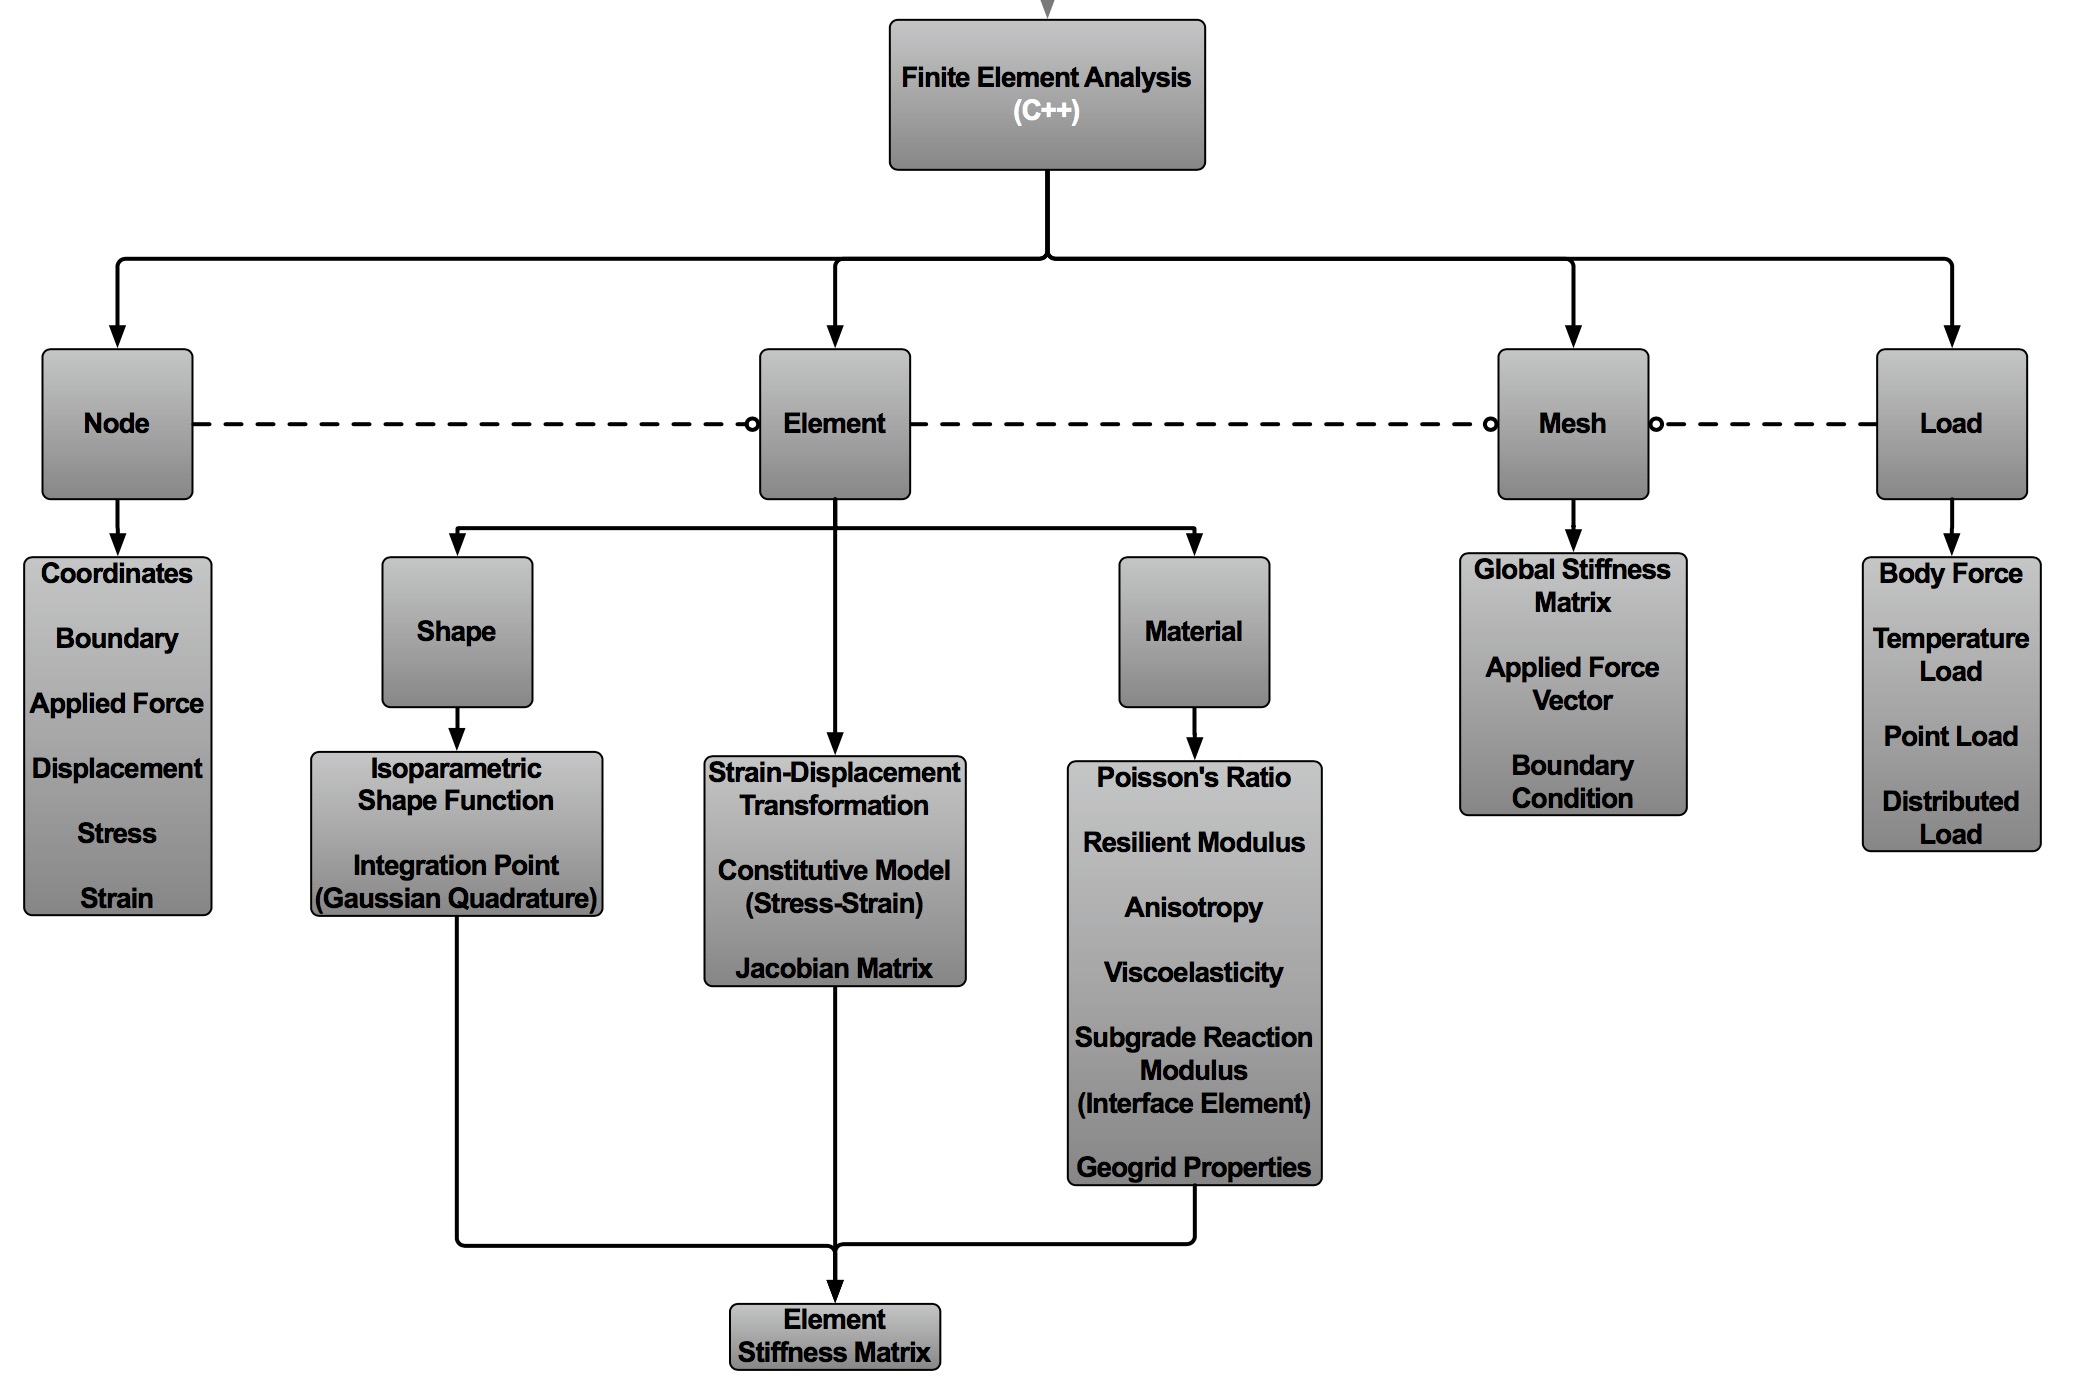 Finite Element Analysis
(C++)
Node
Element
Mesh
Load
Coordinates
Boundary
Applied Force
Displacement
Stress
Strain
Shape
Isoparametric
Shape Function
Integration Point
(Gaussian Quadrature)
Strain-Displacement
Transformation
Constitutive Model
(Stress-Strain)
Jacobian Matrix
Material
Poisson's Ratio
Resilient Modulus
Anisotropy
Viscoelasticity
Subgrade Reaction
Modulus
(Interface Element)
Geogrid Properties
Global Stiffness
Matrix
Applied Force
Vector
Boundary
Condition
Body Force
Temperature
Load
Point Load
Distributed
Load
Element
Stiffness Matrix